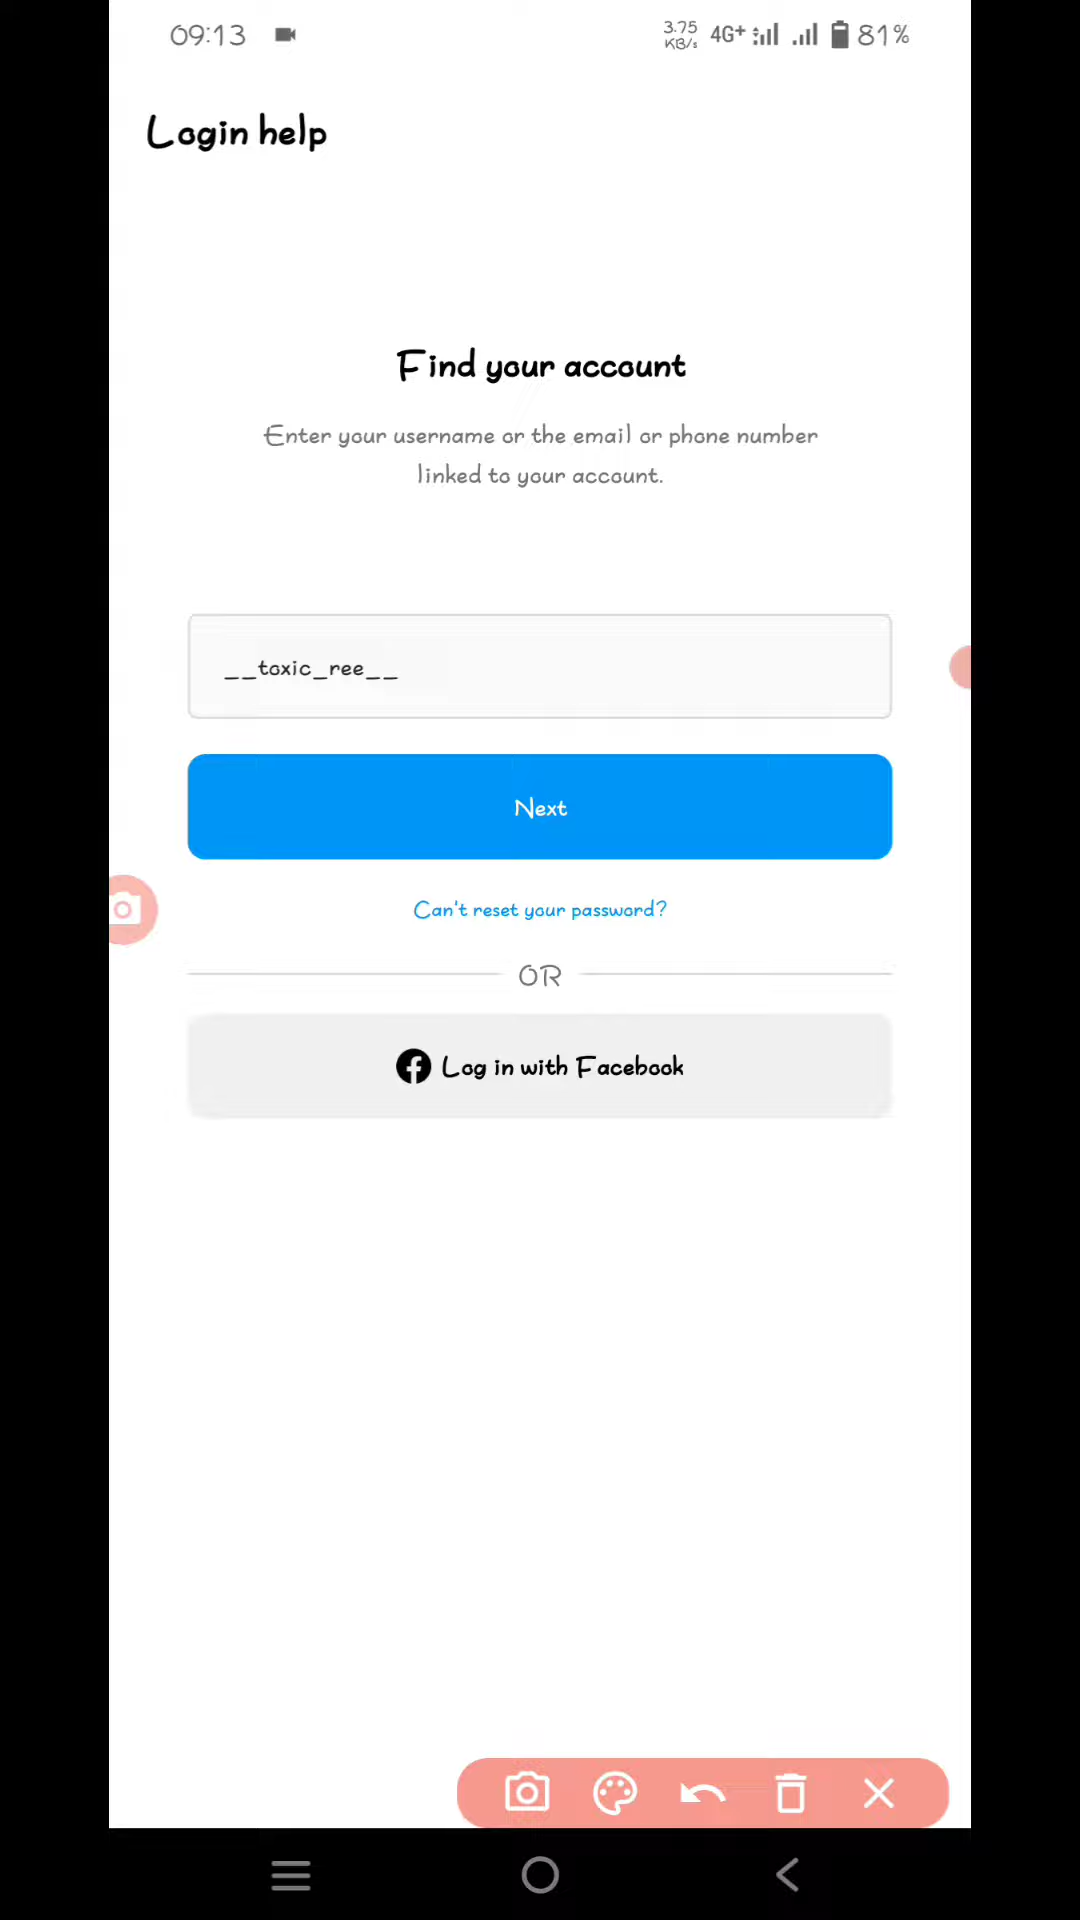 09:13
3.75 KB/s 4G+ 81%
Login help
Find your account
Enter your username or the email or phone number
linked to your account.
__toxic_ree__
Next
Can't reset your password?
OR
Log in with Facebook